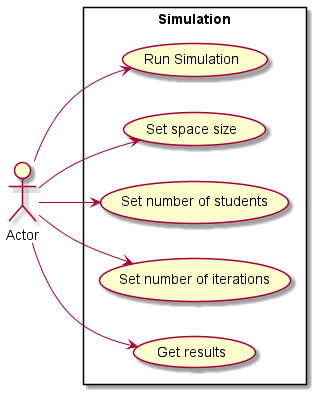 Simulation
Run Simulation
Set space size
Set number of students
Actor
Set number of iterations
Get results